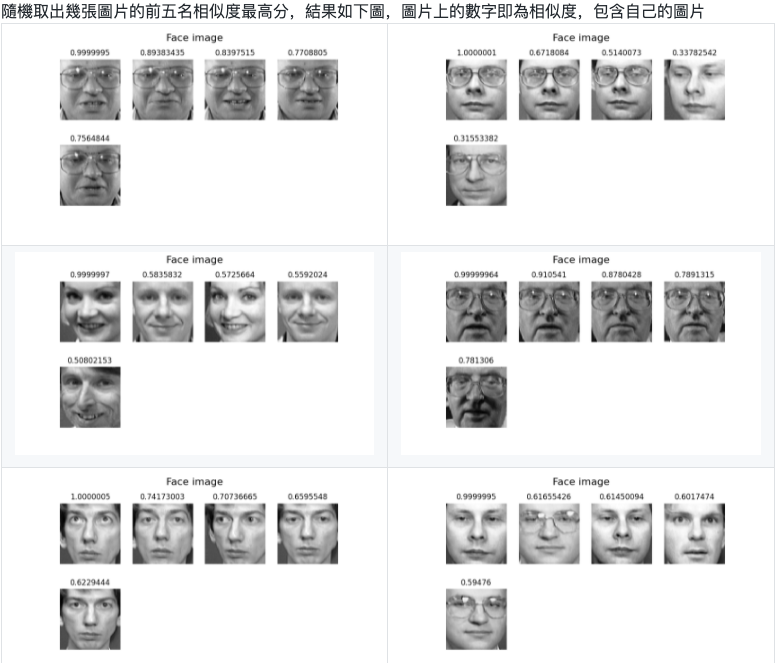 隨機取出幾張圖片的前五名相似度最高分，結果如下圖，圖片上的數字即為相似度，包含自己的圖片
Face image
0.9999995 0.89383435 0.8397515 0.7708805
0.7564844
Face image
1.0000001 0.6718084 0.5140073 0.33782542
0.31553382
Face image
0.9999997 0.5835832 0.5725664 0.5592024
0.50802153
Face image
0.99999964 0.910541 0.8780428 0.7891315
0.781306
Face image
1.0000005 0.74173003 0.70736665 0.6595548
0.6229444
Face image
0.9999995 0.61655426 0.61450094 0.6017474
0.59476